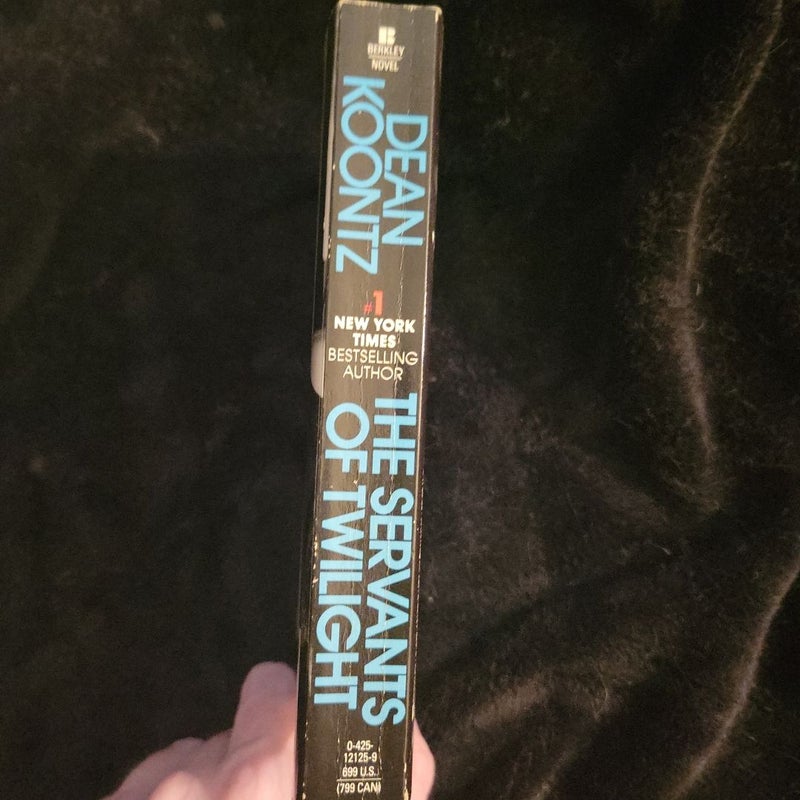 B
BERKLEY
NOVEL
DEAN
KOONTZ
#1
NEW YORK
TIMES
BESTSELLING
AUTHOR
THE SERVANTS
OF TWILIGHT
0-425-
12125-9
699 U.S.
(799 CAN)